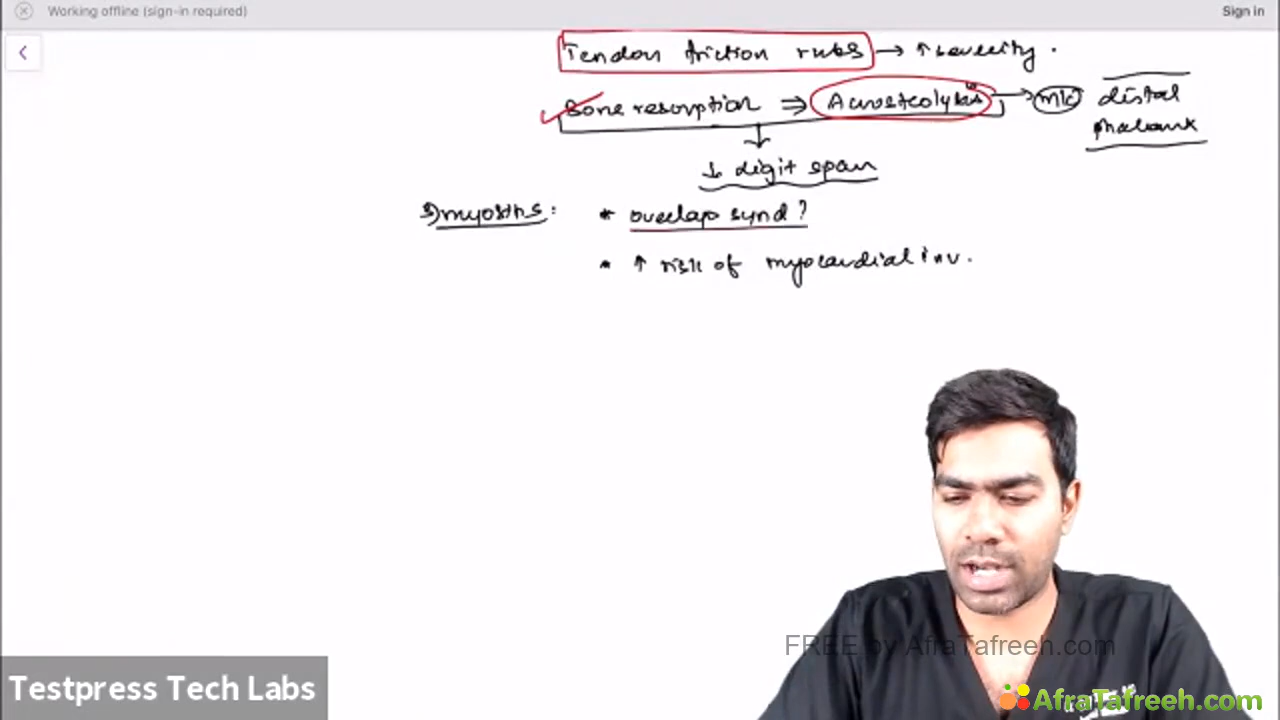 Working offline (sign-in required)
Sign in
Tendon friction rubs → ↑ severity.
Bone resorption ⇒ Acroosteolysis → m/c distal phalanx
↓ digit span
3) myositis: * overlap synd?
* ↑ risk of myocardial inv.
FREE by AfraTafreeh.com
Testpress Tech Labs
AfraTafreeh.com